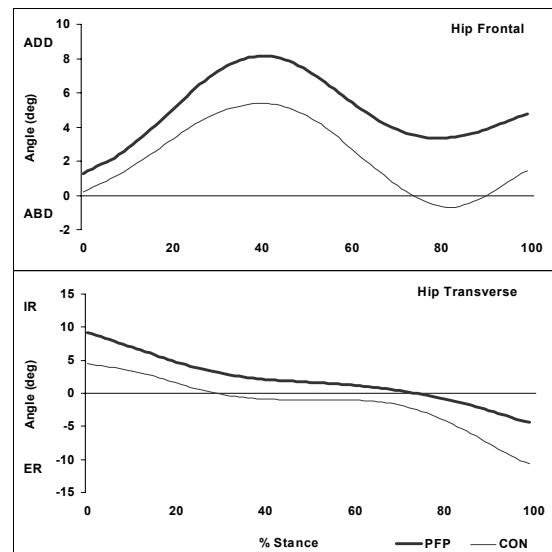 Hip Frontal
ADD
ABD
Angle (deg)
10
8
6
4
2
0
-2
0 20 40 60 80 100
Hip Transverse
IR
ER
Angle (deg)
15
10
5
0
-5
-10
-15
0 20 40 60 80 100
% Stance PFP CON